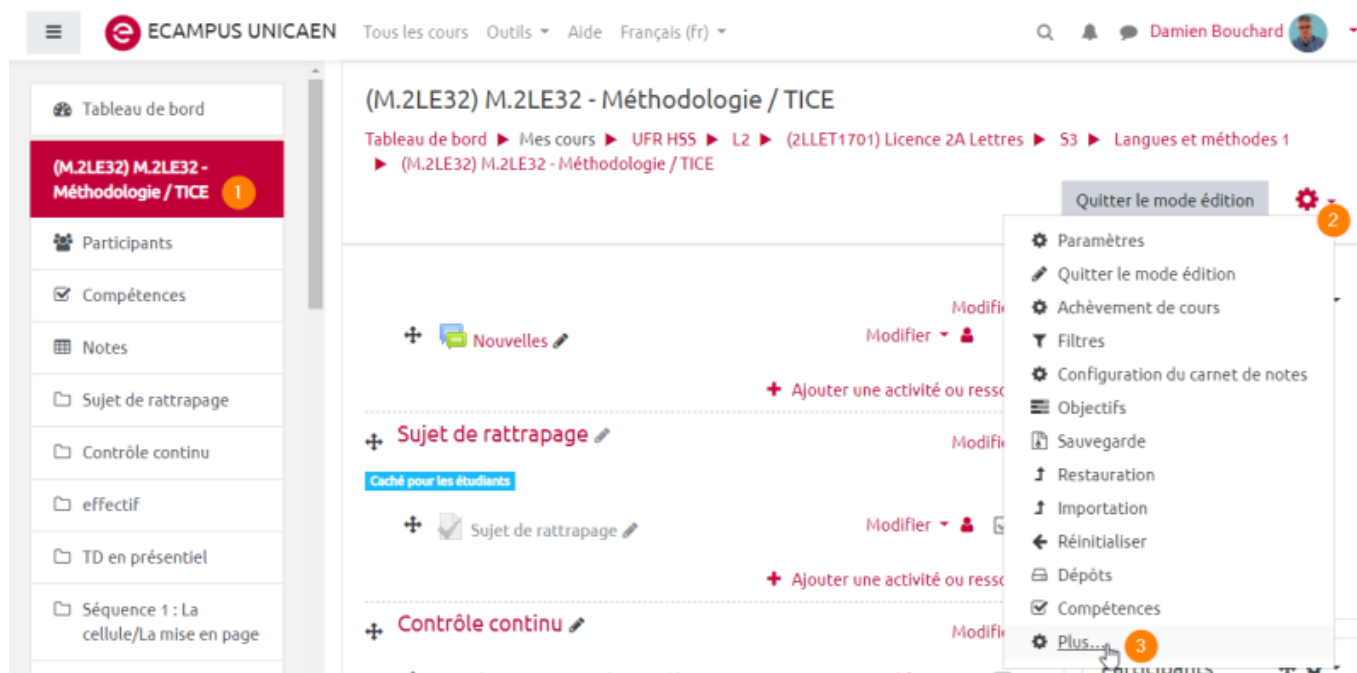 ECAMPUS UNICAEN Tous les cours Outils Aide Français (fr) Damien Bouchard
Tableau de bord
(M.2LE32) M.2LE32 -
Méthodologie / TICE 1
Participants
Compétences
Notes
Sujet de rattrapage
Contrôle continu
effectif
TD en présentiel
Séquence 1 : La
cellule/La mise en page
(M.2LE32) M.2LE32 - Méthodologie / TICE
Tableau de bord ► Mes cours ► UFR HSS ► L2 ► (2LLET1701) Licence 2A Lettres ► S3 ► Langues et méthodes 1
► (M.2LE32) M.2LE32 - Méthodologie / TICE
Quitter le mode édition
2
Modifi
Nouvelles Modifier
+ Ajouter une activité ou resso
Sujet de rattrapage Modifi
Caché pour les étudiants
Sujet de rattrapage Modifier
+ Ajouter une activité ou resso
Contrôle continu Modifi
Paramètres
Quitter le mode édition
Achèvement de cours
Filtres
Configuration du carnet de notes
Objectifs
Sauvegarde
Restauration
Importation
Réinitialiser
Dépôts
Compétences
Plus... 3